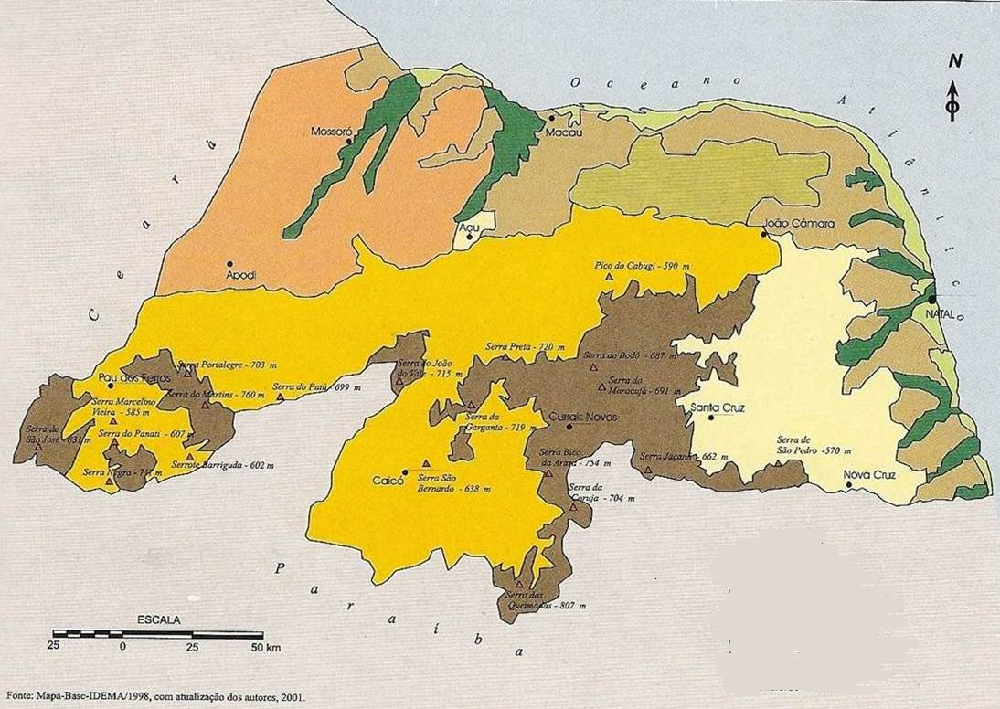 N
Oceano
Atlântico
Ceará
Mossoró
Macau
Açu
João Câmara
Apodi
Pico do Cabugi - 590 m
NATAL
Serra Portalegre - 703 m
Pau dos Ferros
Serra do Martins - 760 m
Serra do Patú - 699 m
Serra do João
do Vale - 715 m
Serra Preta - 720 m
Serra do Bodó - 687 m
Serra do
Maracujá - 691 m
Serra Marcelino
Vieira - 585 m
Serra de
São José - 831 m
Serra do Panati - 607
Serrote Barriguda - 602 m
Serra Negra - m
Serra da
Garganta - 719 m
Currais Novos
Santa Cruz
Serra de
São Pedro -570 m
Serra Bico
da Arara - 754 m
Serra Jaçanã - 662 m
Nova Cruz
Caicó
Serra São
Bernardo - 638 m
Serra da
Coruja - 704 m
Serra das
Queimadas - 807 m
Paraíba
ESCALA
25 0 25 50 km
Fonte: Mapa-Base-IDEMA/1998, com atualização dos autores, 2001.